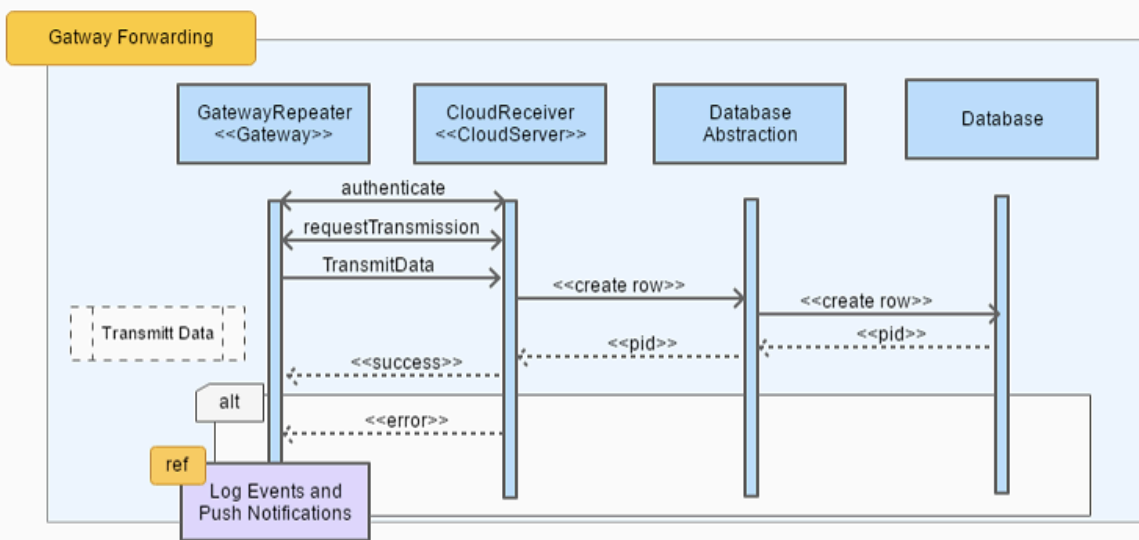 Gatway Forwarding
GatewayRepeater
<<Gateway>>
CloudReceiver
<<CloudServer>>
Database
Abstraction
Database
authenticate
requestTransmission
TransmitData
<<create row>>
<<create row>>
Transmitt Data
<<pid>>
<<pid>>
<<success>>
alt
<<error>>
ref
Log Events and
Push Notifications